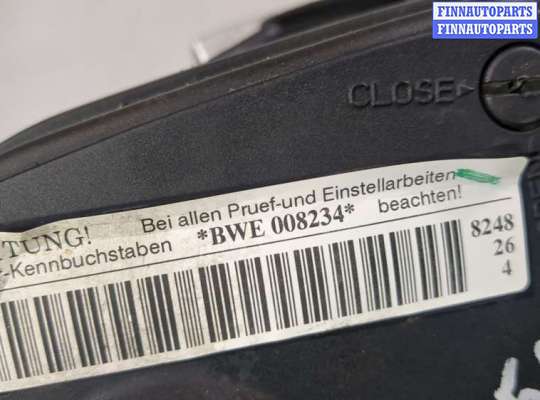 FINNAUTOPARTS
FINNAUTOPARTS
CLOSE
TUNG! Bei allen Pruef-und Einstellarbeiten
-Kennbuchstaben *BWE 008234* beachten!
8248
26
4